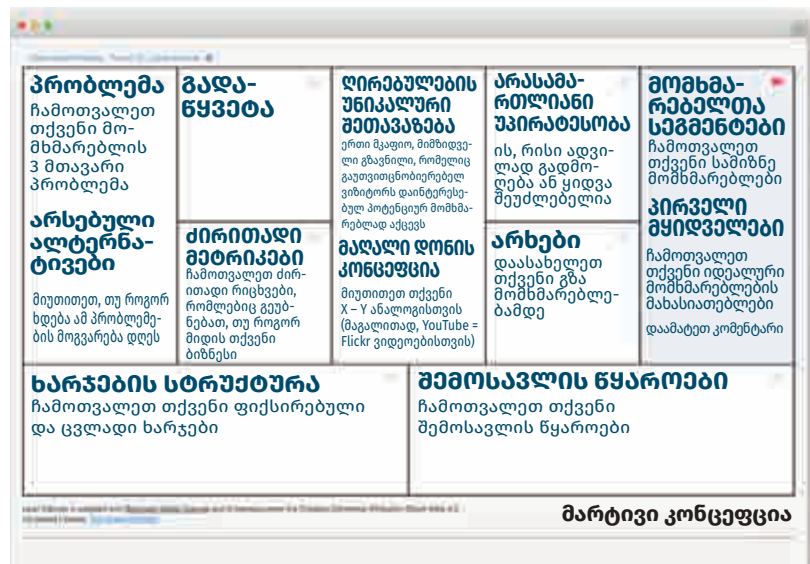 პრობლემა
ჩამოთვალეთ
თქვენი მო-
მხმარებლის
3 მთავარი
პრობლემა
არსებული
ალტერნა-
ტივები
მიუთითეთ, თუ როგორ
ხდება ამ პრობლემე-
ბის მოგვარება დღეს
გადა-
წყვეტა
ძირითადი
მეტრიკები
ჩამოთვალეთ ძირ-
ითადი რიცხვები,
რომლებიც გეუბ-
ნებათ, თუ როგორ
მიდის თქვენი
ბიზნესი
ღირებულების
უნიკალური
შეთავაზება
ერთი მკაფიო, მიმზიდვე-
ლი გზავნილი, რომელიც
გაუთვითცნობიერებელ
ვიზიტორს დაინტერესე-
ბულ პოტენციურ მომხმა-
რებლად აქცევს
მაღალი დონის
კონცეფცია
მიუთითეთ თქვენი
X – Y ანალოგისთვის
(მაგალითად, YouTube =
Flickr ვიდეოებისთვის)
არასამა-
რთლიანი
უპირატესობა
ის, რისი ადვი-
ლად გადმო-
ღება ან ყიდვა
შეუძლებელია
არხები
დაასახელეთ
თქვენი გზა
მომხმარებლე-
ბამდე
მომხმა-
რებელთა
სეგმენტები
ჩამოთვალეთ
თქვენი სამიზნე
მომხმარებლები
პირველი
მყიდველები
ჩამოთვალეთ
თქვენი იდეალური
მომხმარებლების
მახასიათებლები
დაამატეთ კომენტარი
ხარჯების სტრუქტურა
ჩამოთვალეთ თქვენი ფიქსირებული
და ცვლადი ხარჯები
შემოსავლის წყაროები
ჩამოთვალეთ თქვენი
შემოსავლის წყაროები
მარტივი კონცეფცია